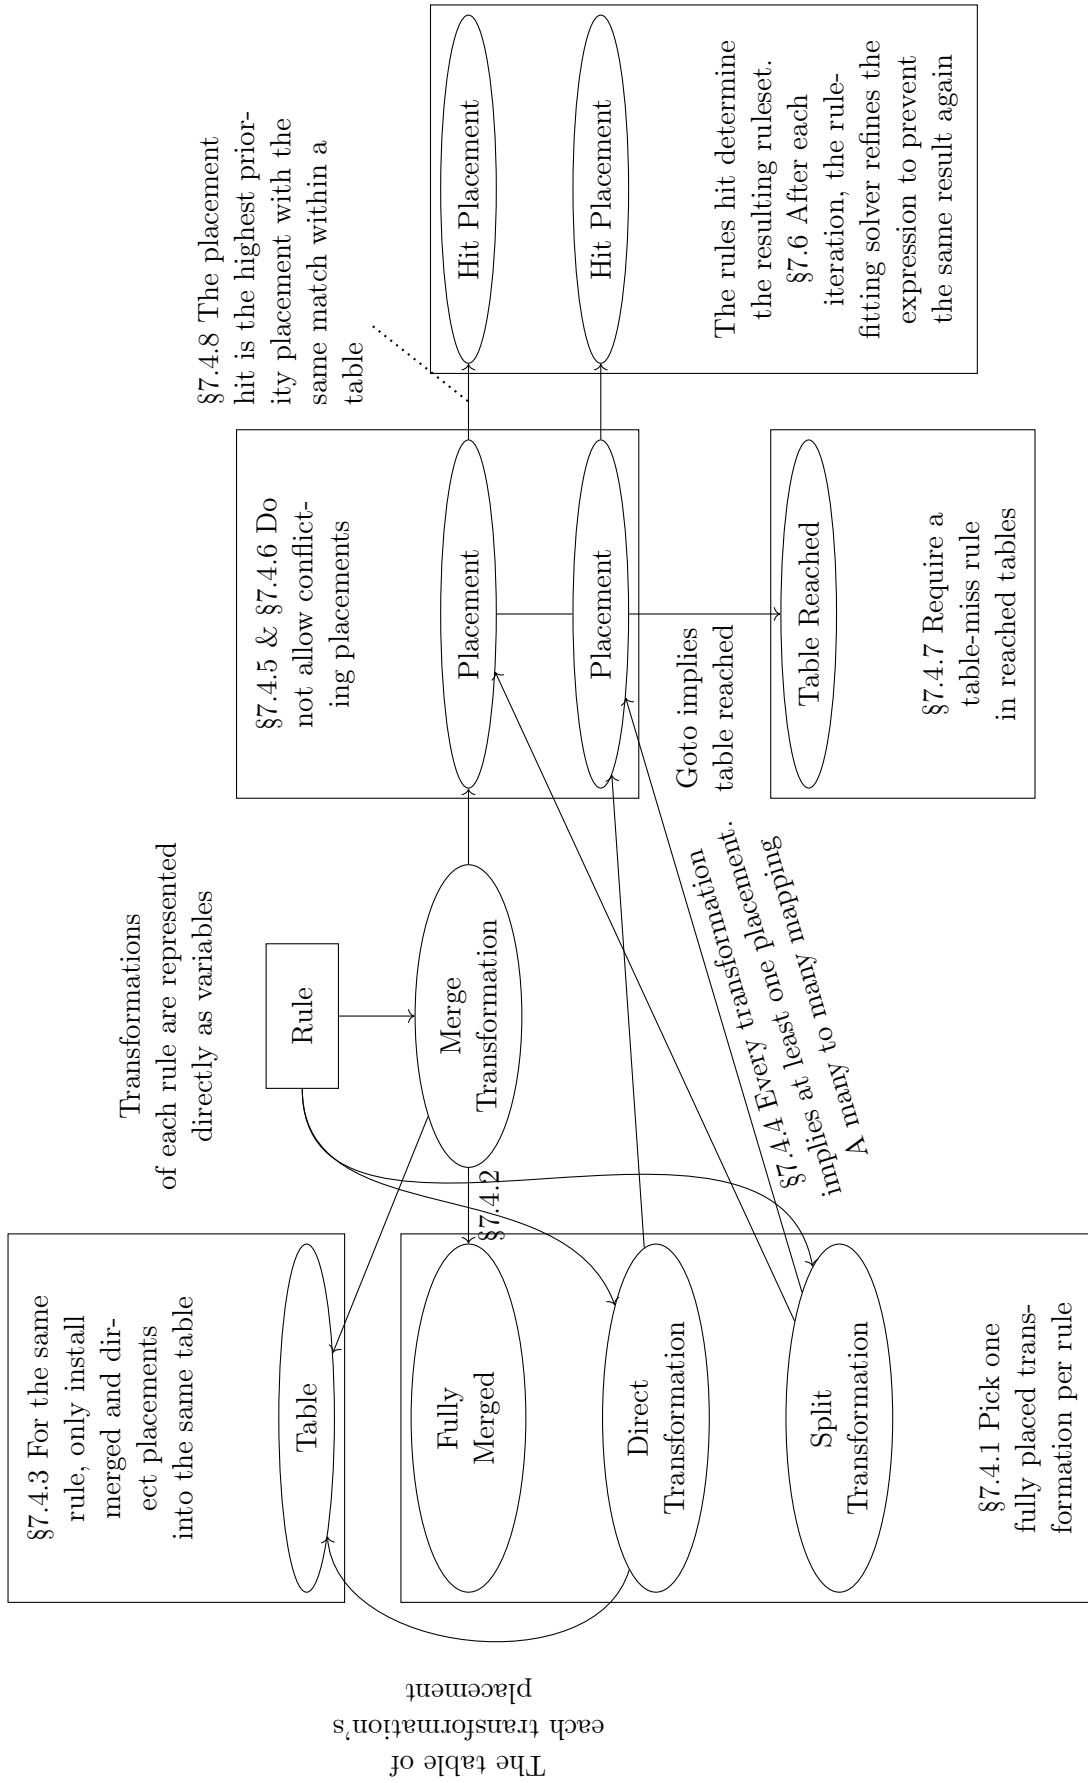 The table of
each transformation's
placement
§7.4.3 For the same
rule, only install
merged and dir-
ect placements
into the same table
Table
Fully
Merged
Direct
Transformation
Split
Transformation
§7.4.1 Pick one
fully placed trans-
formation per rule
Transformations
of each rule are represented
directly as variables
Rule
Merge
Transformation
§7.4.2
§7.4.4 Every transformation
implies at least one placement.
A many to many mapping
§7.4.5 & §7.4.6 Do
not allow conflict-
ing placements
Placement
Placement
Goto implies
table reached
Table Reached
§7.4.7 Require a
table-miss rule
in reached tables
§7.4.8 The placement
hit is the highest prior-
ity placement with the
same match within a
table
Hit Placement
Hit Placement
The rules hit determine
the resulting ruleset.
§7.6 After each
iteration, the rule-
fitting solver refines the
expression to prevent
the same result again